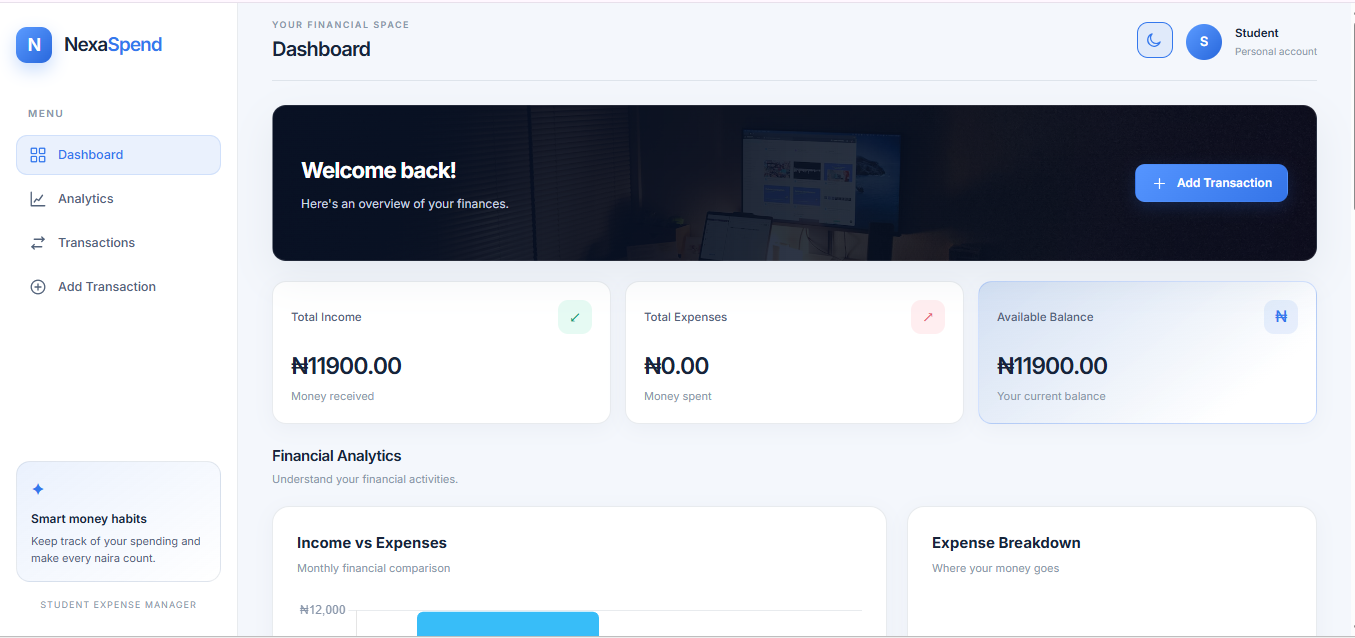 N NexaSpend
MENU
Dashboard
Analytics
Transactions
Add Transaction
Smart money habits
Keep track of your spending and
make every naira count.
STUDENT EXPENSE MANAGER
YOUR FINANCIAL SPACE
Dashboard
S
Student
Personal account
Welcome back!
Here's an overview of your finances.
+ Add Transaction
Total Income
₦11900.00
Money received
Total Expenses
₦0.00
Money spent
Available Balance
₦
₦11900.00
Your current balance
Financial Analytics
Understand your financial activities.
Income vs Expenses
Monthly financial comparison
₦12,000
Expense Breakdown
Where your money goes